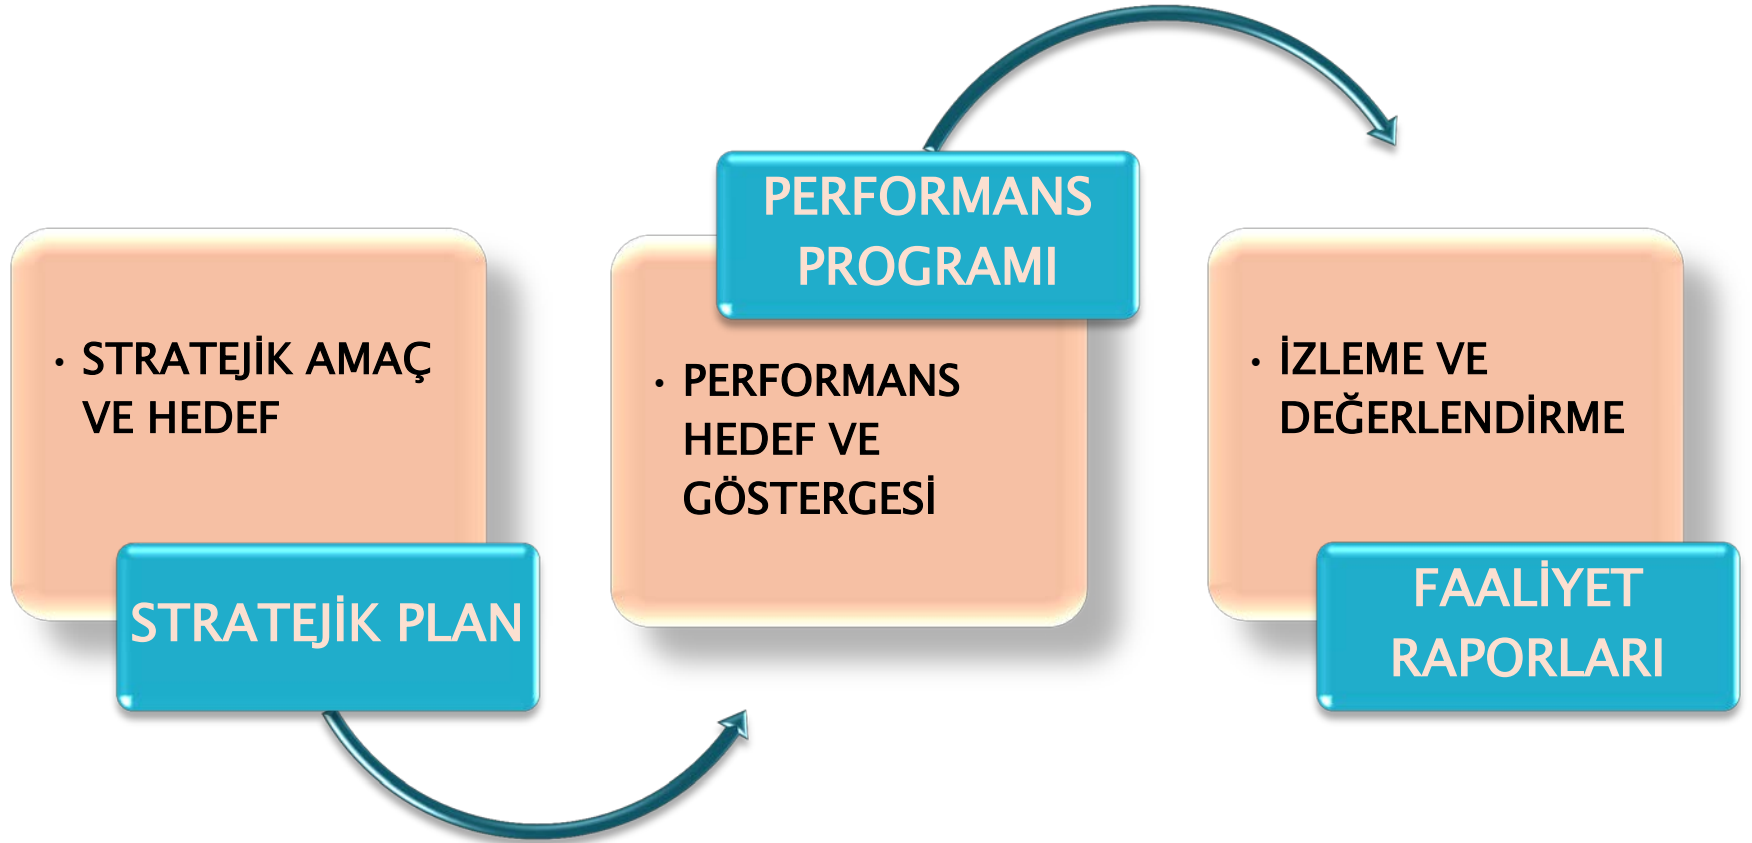 • STRATEJİK AMAÇ
VE HEDEF
STRATEJİK PLAN
PERFORMANS
PROGRAMI
• PERFORMANS
HEDEF VE
GÖSTERGESİ
• İZLEME VE
DEĞERLENDİRME
FAALİYET
RAPORLARI